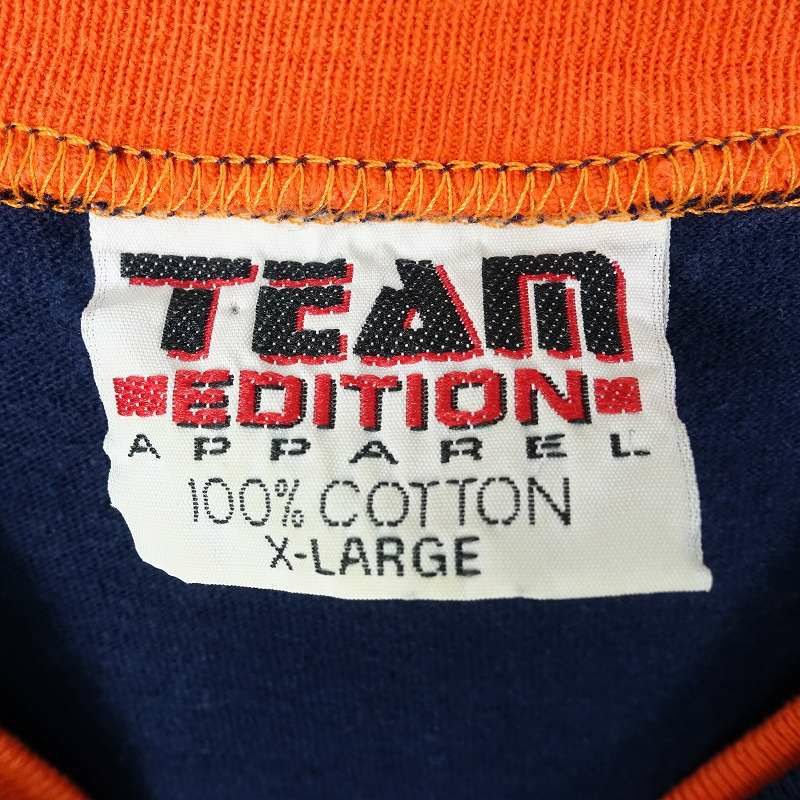 TEAM
EDITION
APPAREL
100% COTTON
X-LARGE